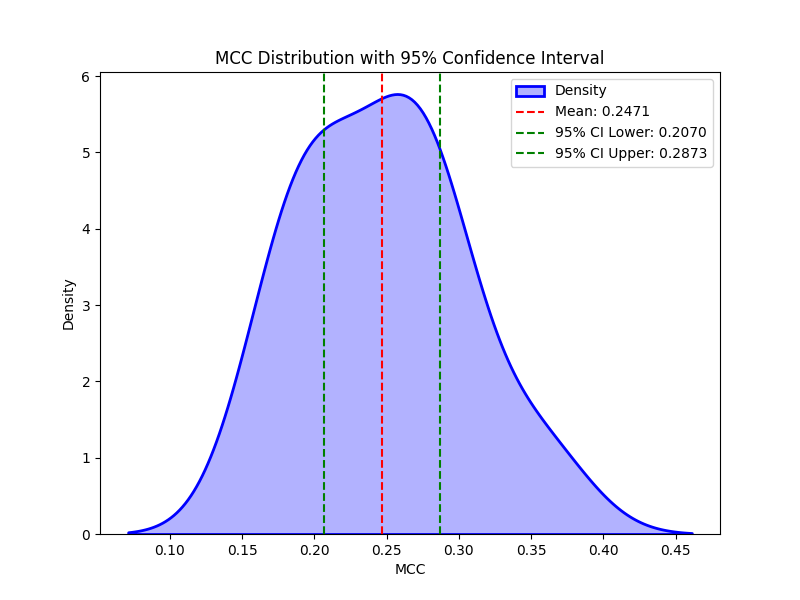 MCC Distribution with 95% Confidence Interval
Density
Mean: 0.2471
95% CI Lower: 0.2070
95% CI Upper: 0.2873
6
5
4
3
2
1
0
Density
0.10 0.15 0.20 0.25 0.30 0.35 0.40 0.45
MCC